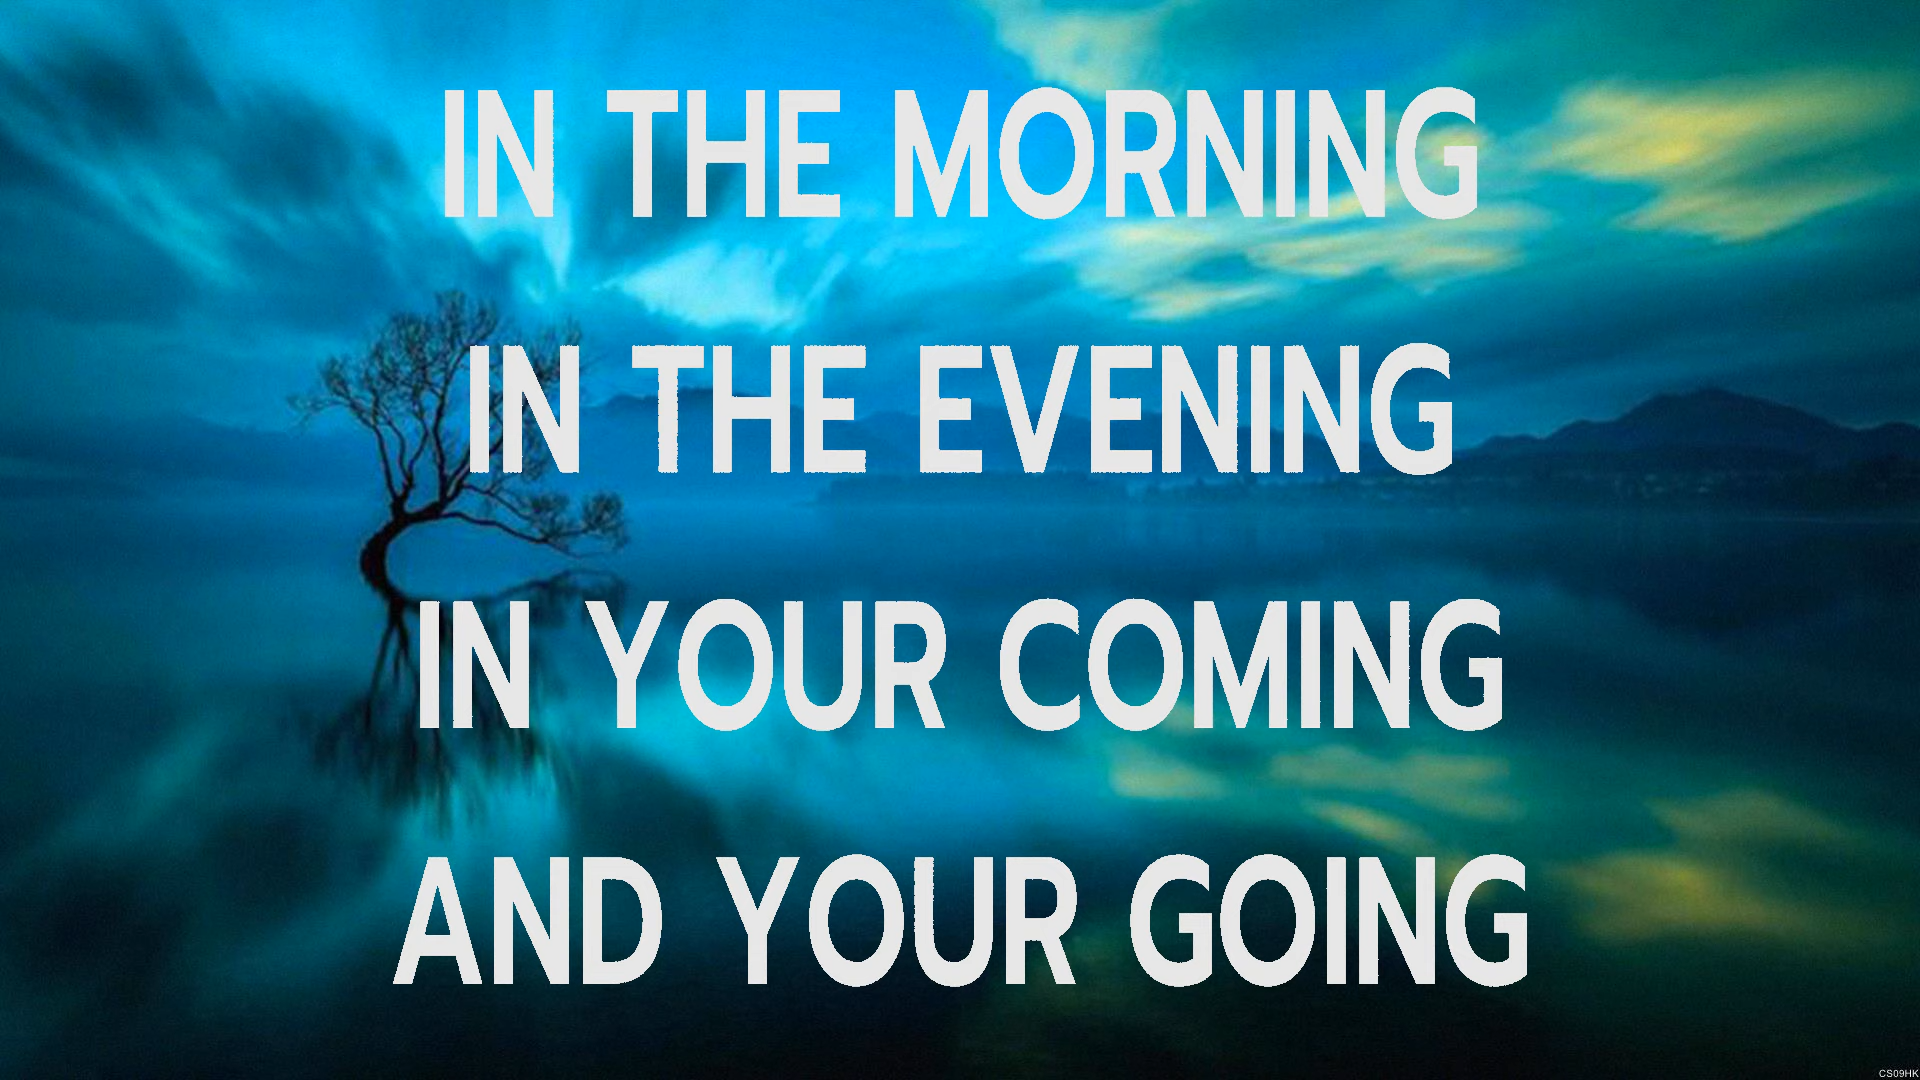 IN THE MORNING
IN THE EVENING
IN YOUR COMING
AND YOUR GOING
CS09HK